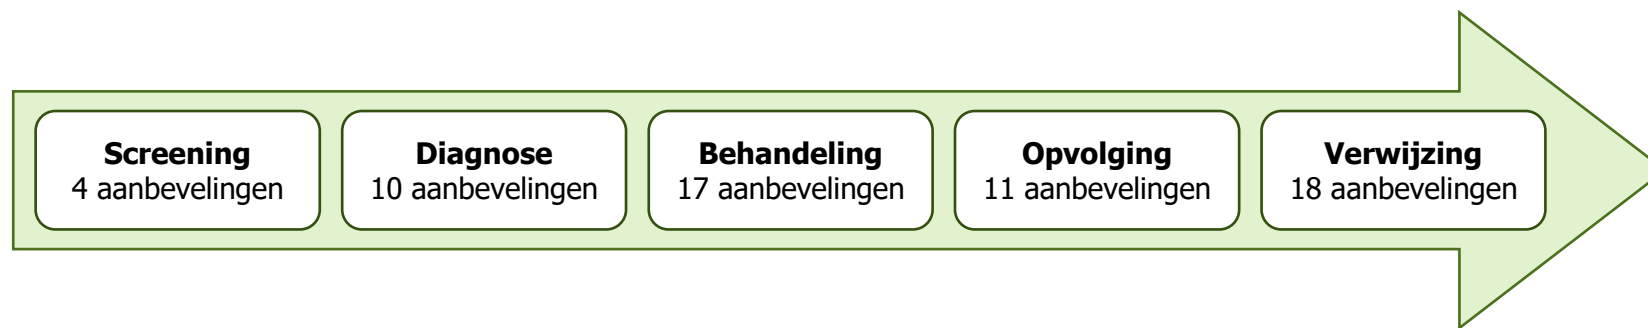 Screening
4 aanbevelingen
Diagnose
10 aanbevelingen
Behandeling
17 aanbevelingen
Opvolging
11 aanbevelingen
Verwijzing
18 aanbevelingen